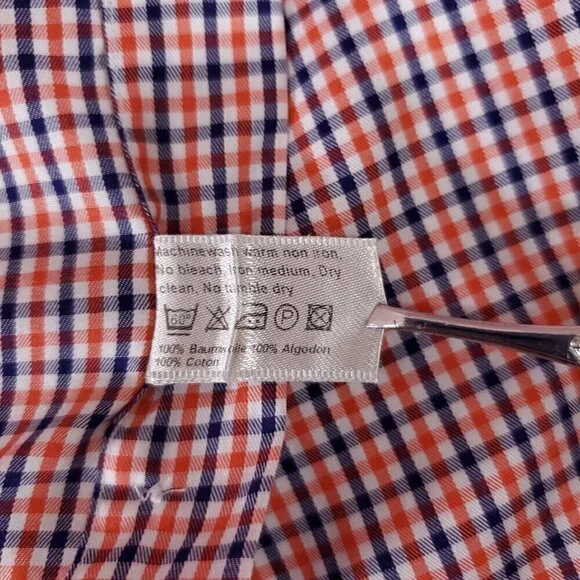 Machinewash warm non iron.
No bleach. Iron medium. Dry
clean. No tumble dry
60°
P
100% Baumwolle 100% Algodon
100% Coton